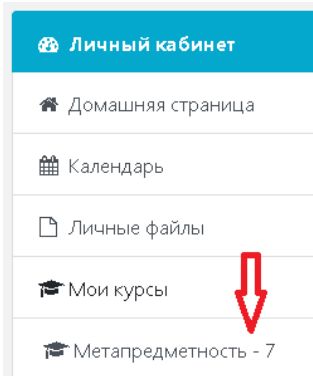 Личный кабинет
Домашняя страница
Календарь
Личные файлы
Мои курсы
Метапредметность - 7